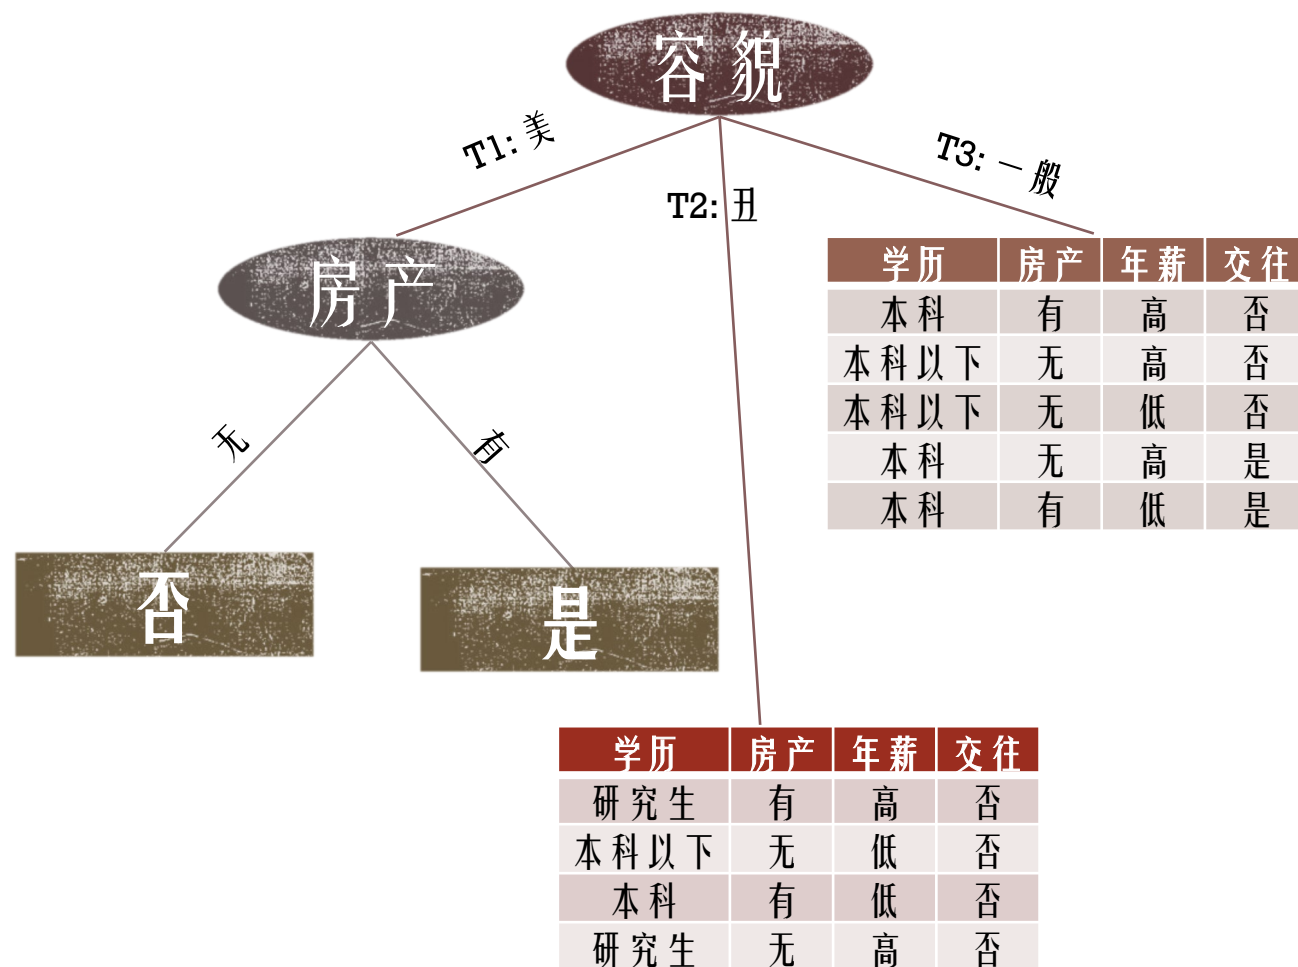 容貌
T1: 美
T2: 丑
T3: 一般
房产
无
有
否
是
学历 房产 年薪 交往
本科 有 高 否
本科以下 无 高 否
本科以下 无 低 否
本科 无 高 是
本科 有 低 是
学历 房产 年薪 交往
研究生 有 高 否
本科以下 无 低 否
本科 有 低 否
研究生 无 高 否